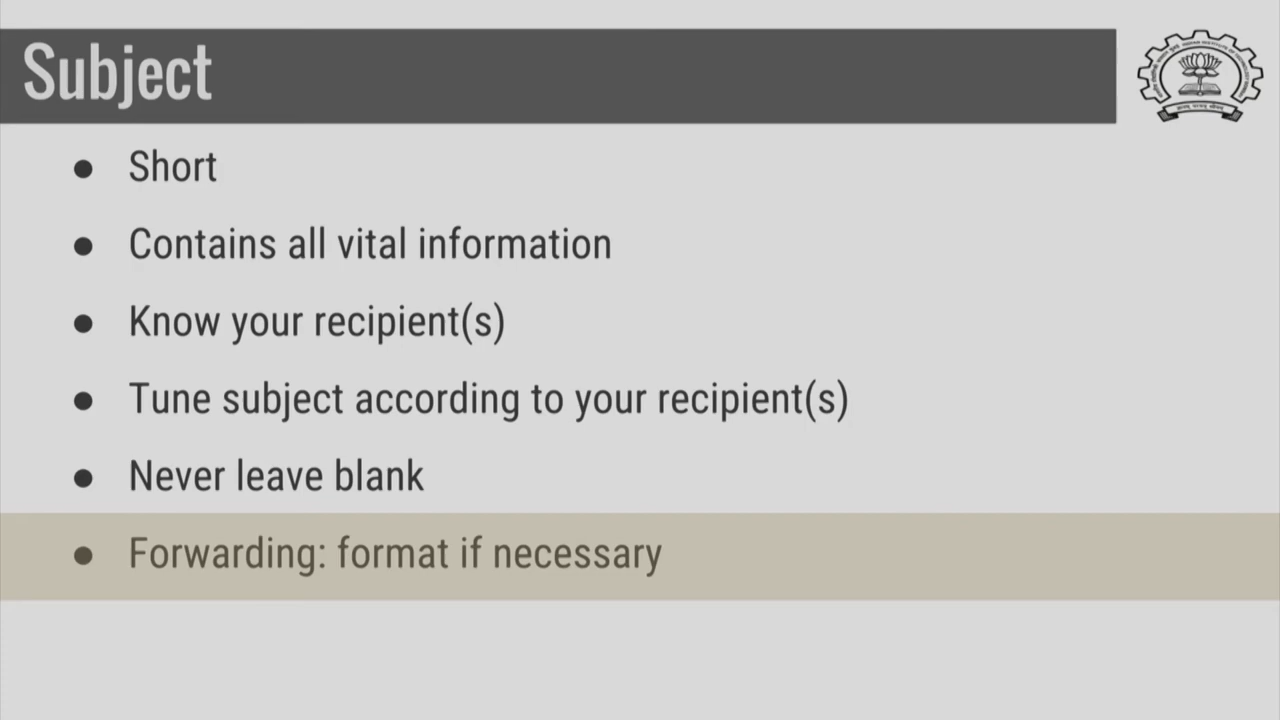 Subject
● Short
● Contains all vital information
● Know your recipient(s)
● Tune subject according to your recipient(s)
● Never leave blank
● Forwarding: format if necessary